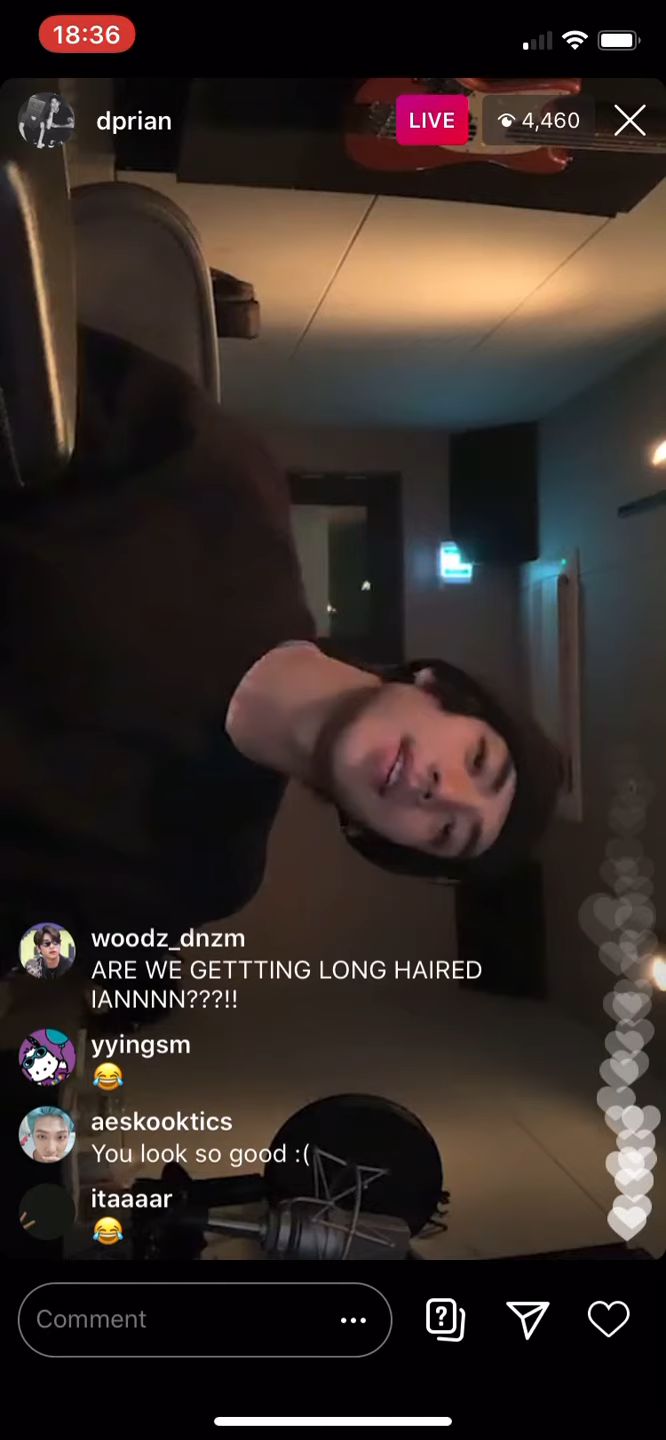 18:36
dprian
LIVE
4,460
woodz_dnzm
ARE WE GETTTING LONG HAIRED
IANNNN???!!
yyingsm
😂
aeskooktics
You look so good :(
itaaaar
😂
Comment